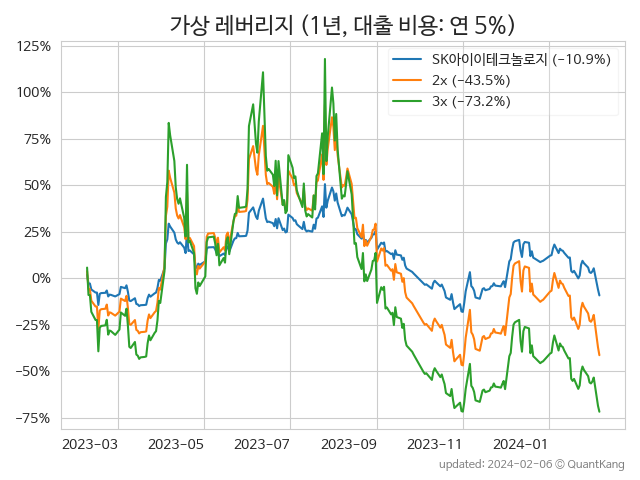 가상 레버리지 (1년, 대출 비용: 연 5%)
125%
100%
75%
50%
25%
0%
−25%
−50%
−75%
SK아이이테크놀로지 (−10.9%)
2x (−43.5%)
3x (−73.2%)
2023-03 2023-05 2023-07 2023-09 2023-11 2024-01
updated: 2024-02-06 © QuantKang